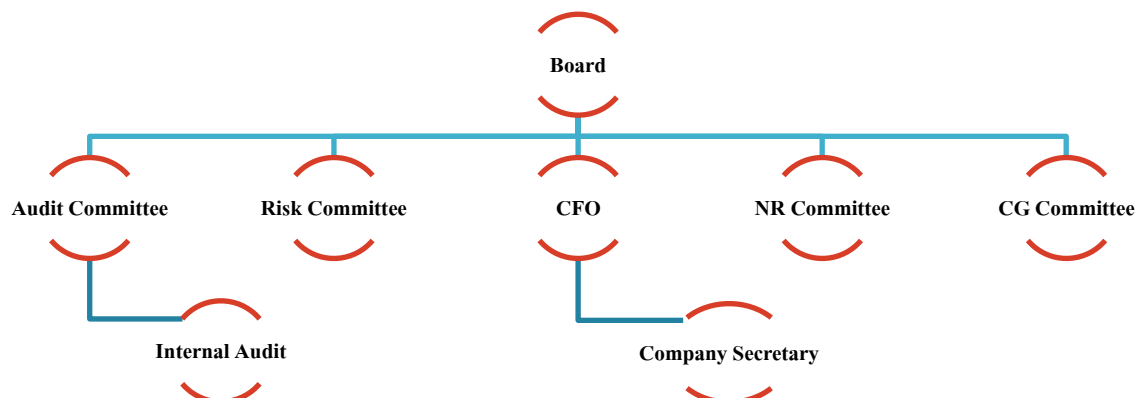 Board
Audit Committee
Risk Committee
CFO
NR Committee
CG Committee
Internal Audit
Company Secretary